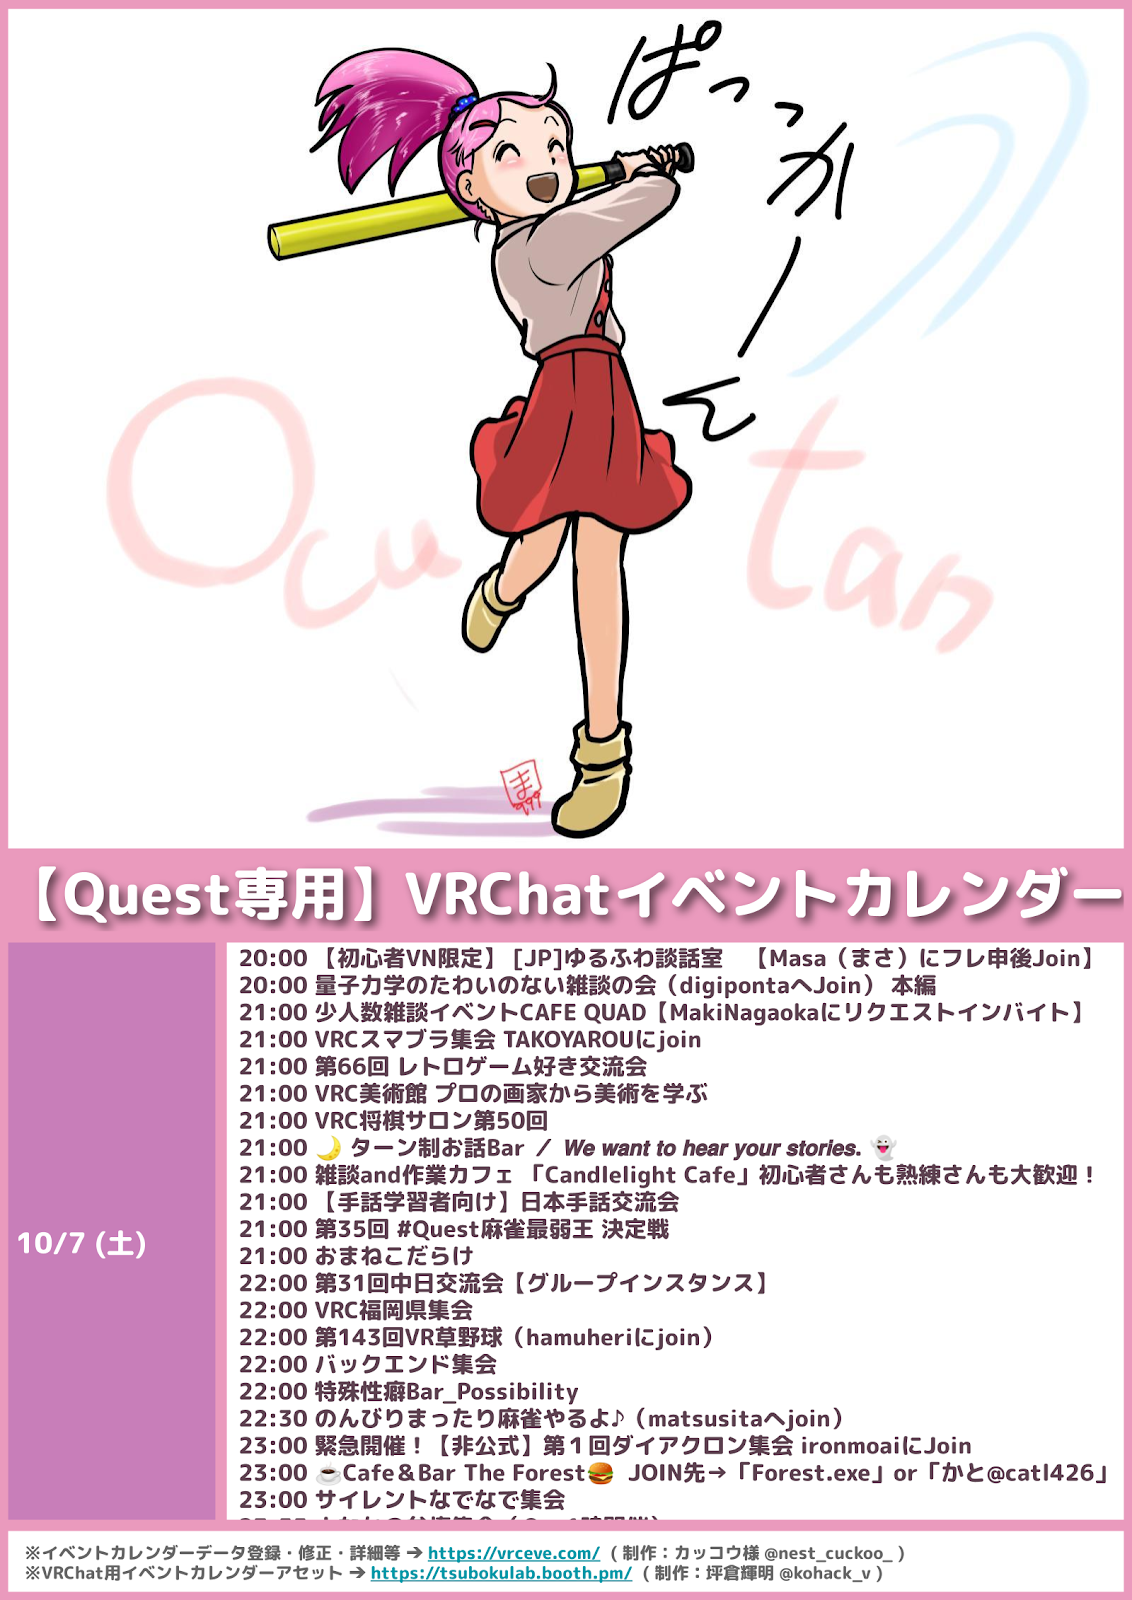 ぱっっかーーん
Ocu tan
ま
999
【Quest専用】VRChatイベントカレンダー
10/7 (土)
20:00 【初心者VN限定】 [JP]ゆるふわ談話室　【Masa（まさ）にフレ申後Join】
20:00 量子力学のたわいのない雑談の会（digipontaへJoin） 本編
21:00 少人数雑談イベントCAFE QUAD【MakiNagaokaにリクエストインバイト】
21:00 VRCスマブラ集会 TAKOYAROUにjoin
21:00 第66回 レトロゲーム好き交流会
21:00 VRC美術館 プロの画家から美術を学ぶ
21:00 VRC将棋サロン第50回
21:00 🌙 ターン制お話Bar ／ We want to hear your stories. 👻
21:00 雑談and作業カフェ 「Candlelight Cafe」初心者さんも熟練さんも大歓迎！
21:00 【手話学習者向け】日本手話交流会
21:00 第35回 #Quest麻雀最弱王 決定戦
21:00 おまねこだらけ
22:00 第31回中日交流会【グループインスタンス】
22:00 VRC福岡県集会
22:00 第143回VR草野球（hamuheriにjoin）
22:00 バックエンド集会
22:00 特殊性癖Bar_Possibility
22:30 のんびりまったり麻雀やるよ♪（matsusitaへjoin）
23:00 緊急開催！【非公式】第１回ダイアクロン集会 ironmoaiにJoin
23:00 ☕Cafe＆Bar The Forest🍔 JOIN先→「Forest.exe」or「かと@catl426」
23:00 サイレントなでなで集会
※イベントカレンダーデータ登録・修正・詳細等 ➔ https://vrceve.com/ ( 制作：カッコウ様 @nest_cuckoo_ )
※VRChat用イベントカレンダーアセット ➔ https://tsubokulab.booth.pm/ ( 制作：坪倉輝明 @kohack_v )